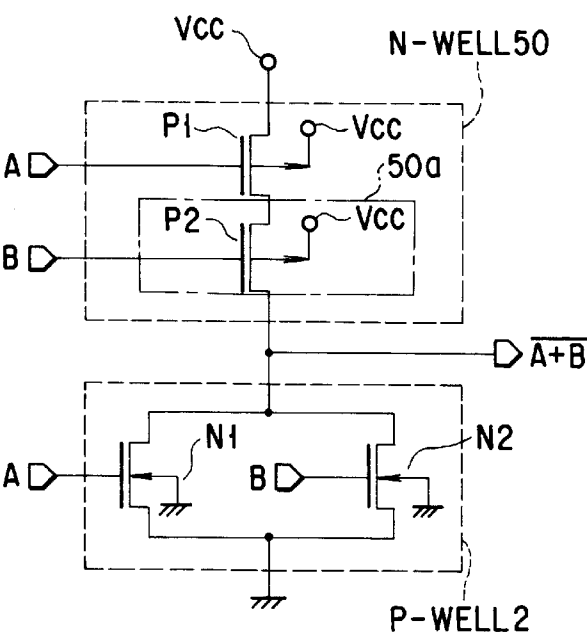 Vcc
N-WELL50
P1
Vcc
A
50a
P2
Vcc
B
A̅+̅B̅
N1
N2
A
B
P-WELL2